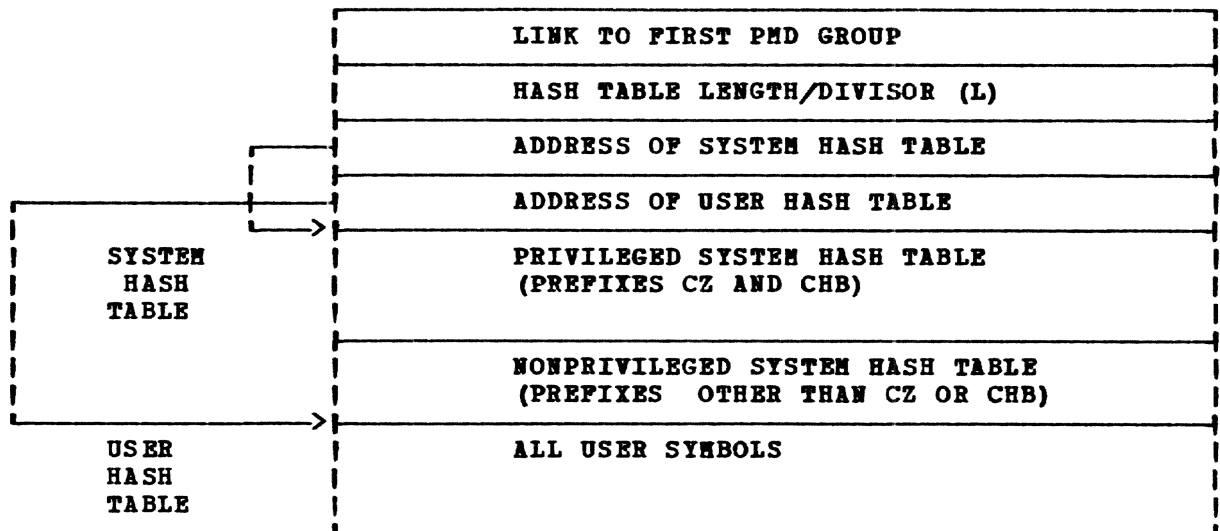 LINK TO FIRST PMD GROUP
HASH TABLE LENGTH/DIVISOR (L)
ADDRESS OF SYSTEM HASH TABLE
ADDRESS OF USER HASH TABLE
SYSTEM
HASH
TABLE
PRIVILEGED SYSTEM HASH TABLE
(PREFIXES CZ AND CHB)
NONPRIVILEGED SYSTEM HASH TABLE
(PREFIXES OTHER THAN CZ OR CHB)
USER
HASH
TABLE
ALL USER SYMBOLS